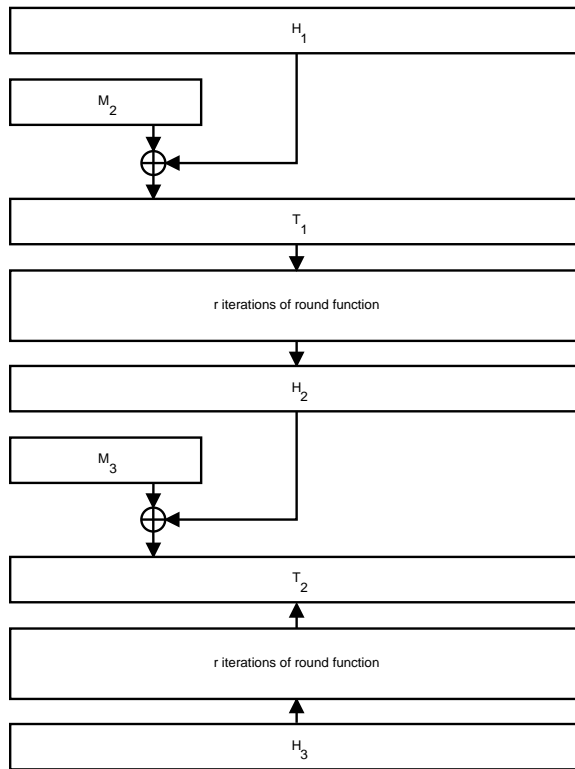 H1
M2
T1
r iterations of round function
H2
M3
T2
r iterations of round function
H3